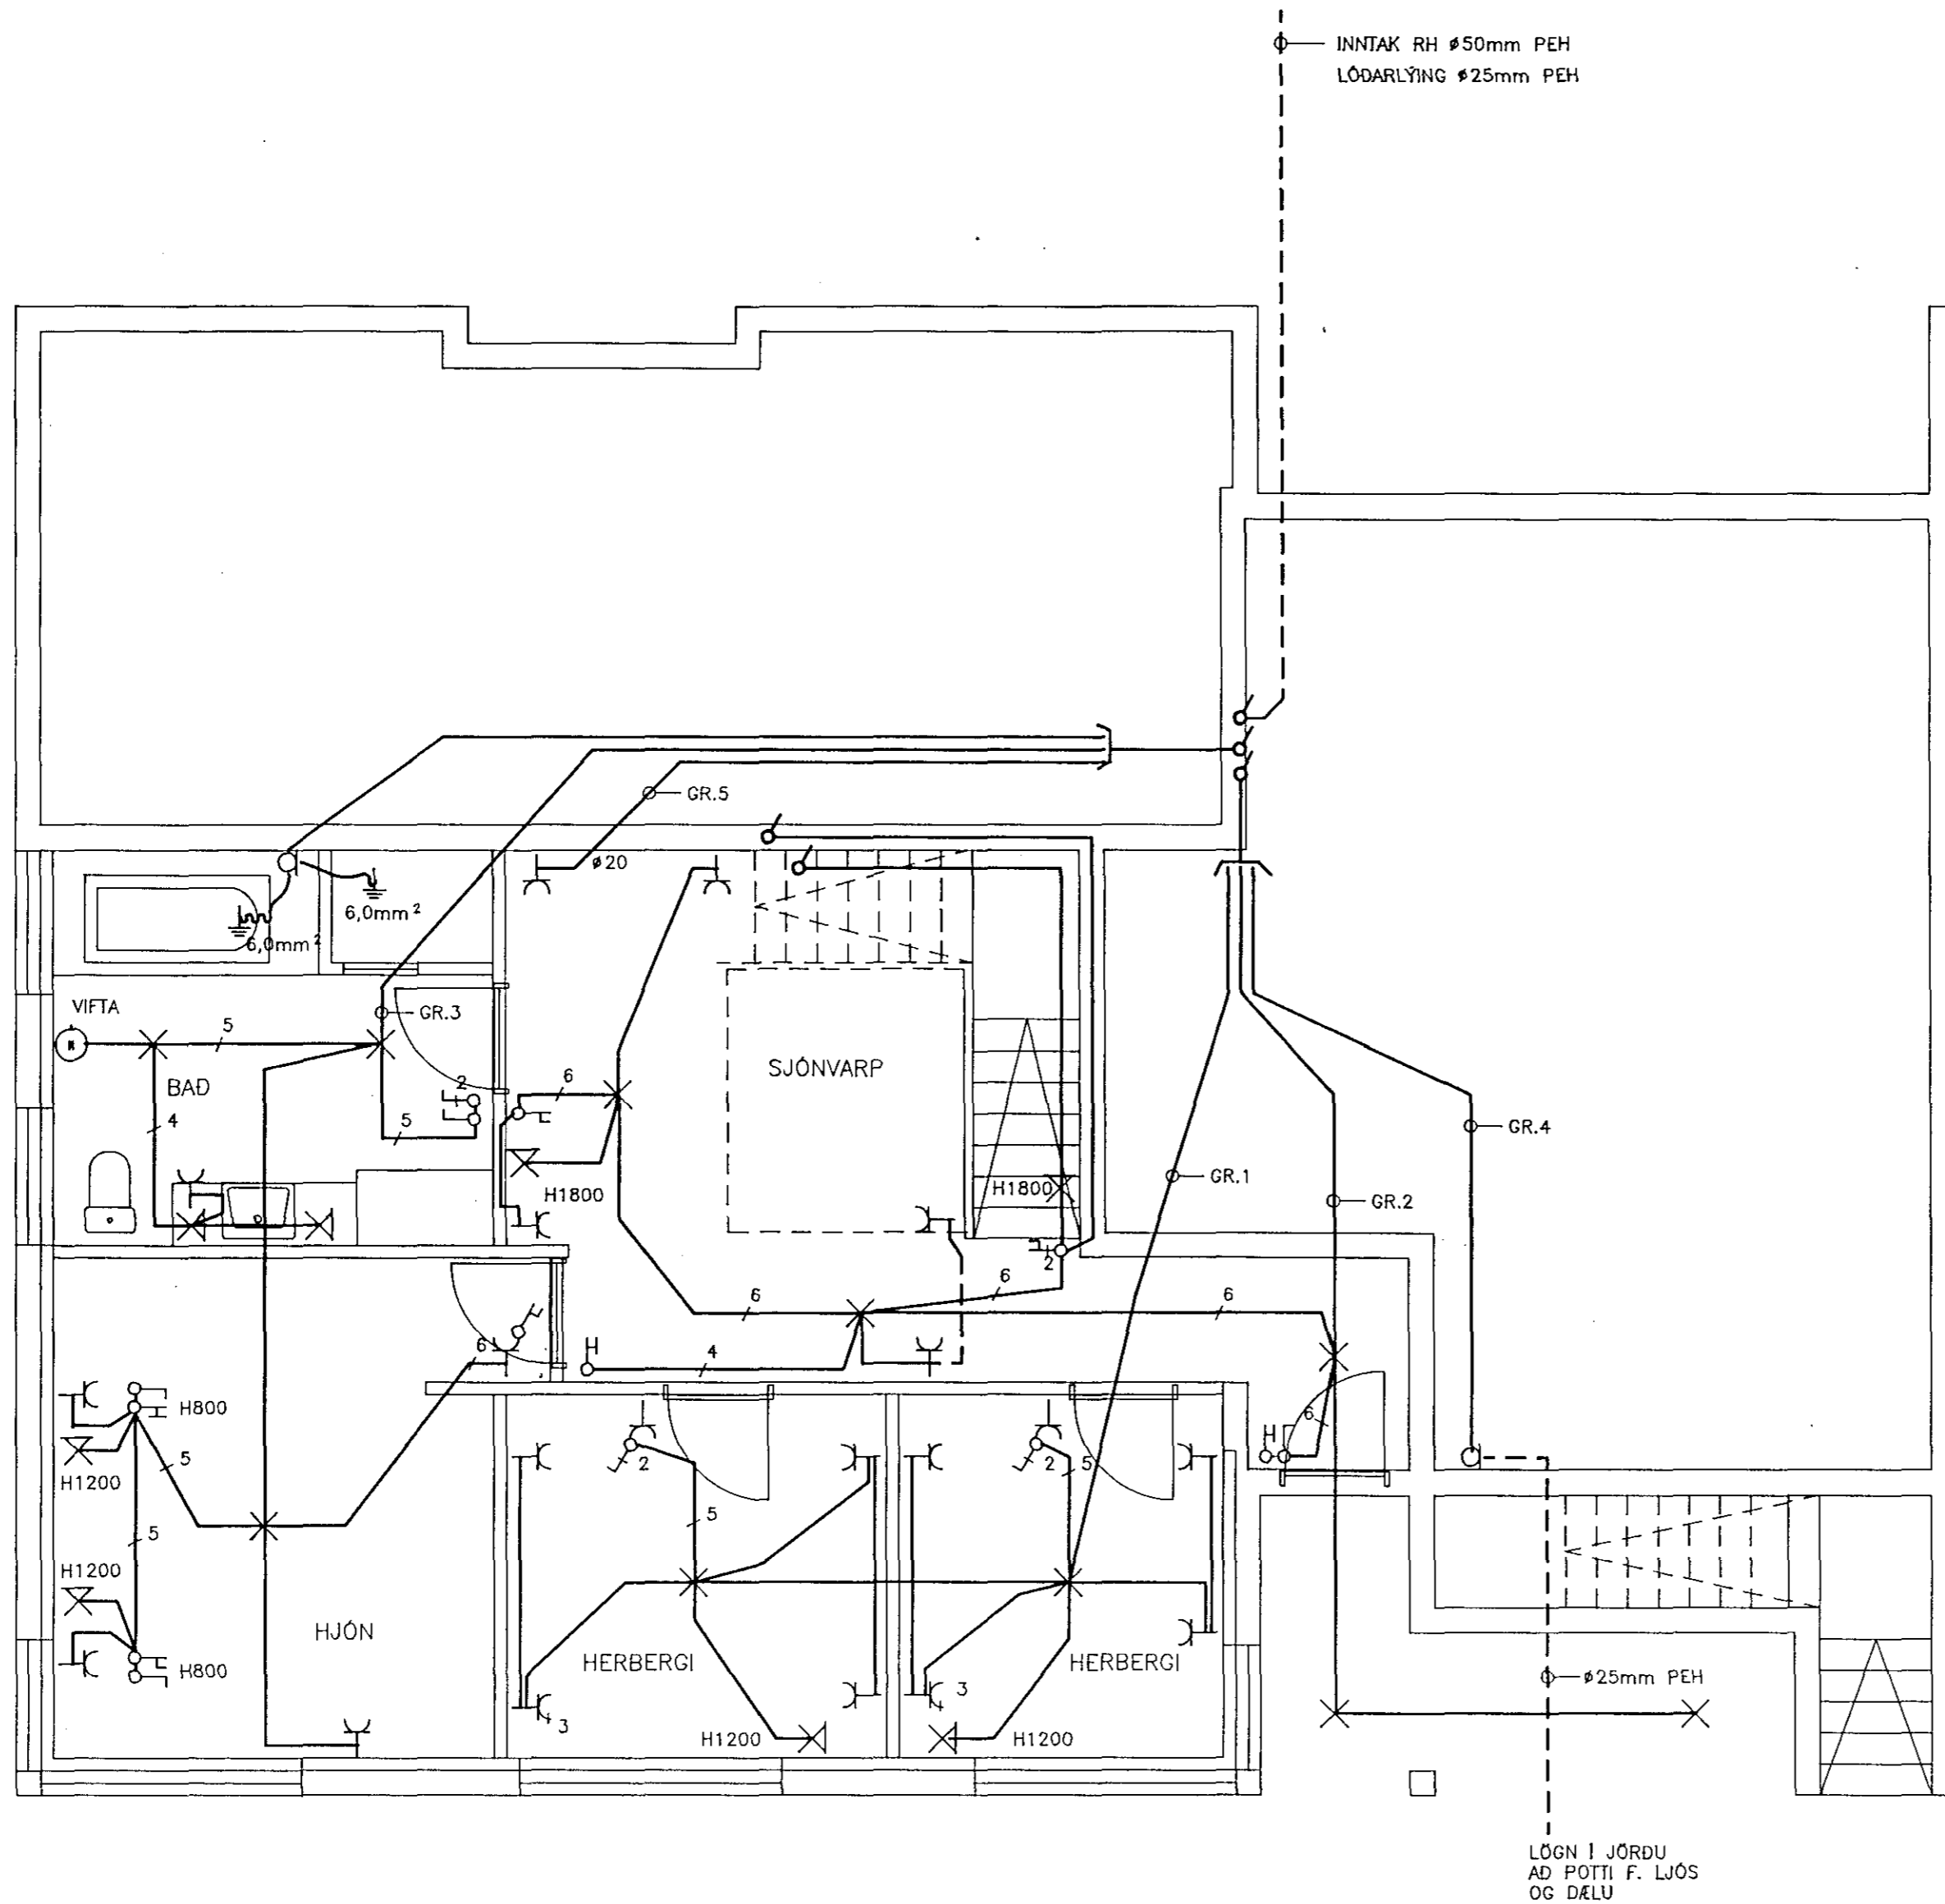 INNTAK RH ø50mm PEH
LÓÐARLÝING ø25mm PEH
GR.5
ø20
6,0mm²
6,0mm²
VIFTA
5
GR.3
M
BAÐ
2
6
SJÓNVARP
4
5
GR.4
GR.1
H1800
H1800
GR.2
2
6
6
6
6
H
4
H800
6
H
5
2
2
5
H1200
5
5
H1200
HJÓN
HERBERGI
HERBERGI
H800
3
3
ø25mm PEH
H1200
H1200
LÖGN Í JÖRÐU
AÐ POTTI F. LJÓS
OG DÆLU